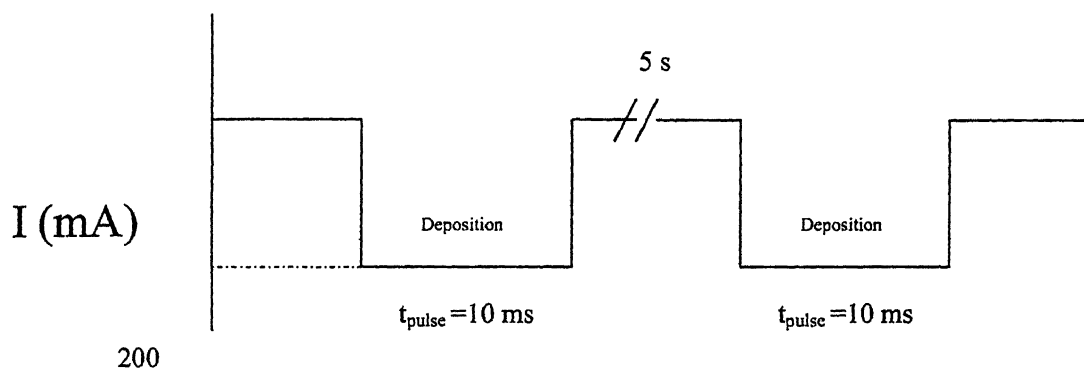 5 s
I (mA)
Deposition Deposition
t_pulse =10 ms t_pulse =10 ms
200